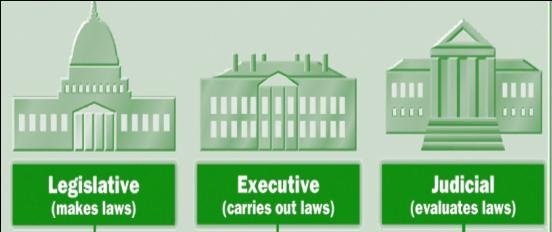 Legislative
(makes laws)
Executive
(carries out laws)
Judicial
(evaluates laws)